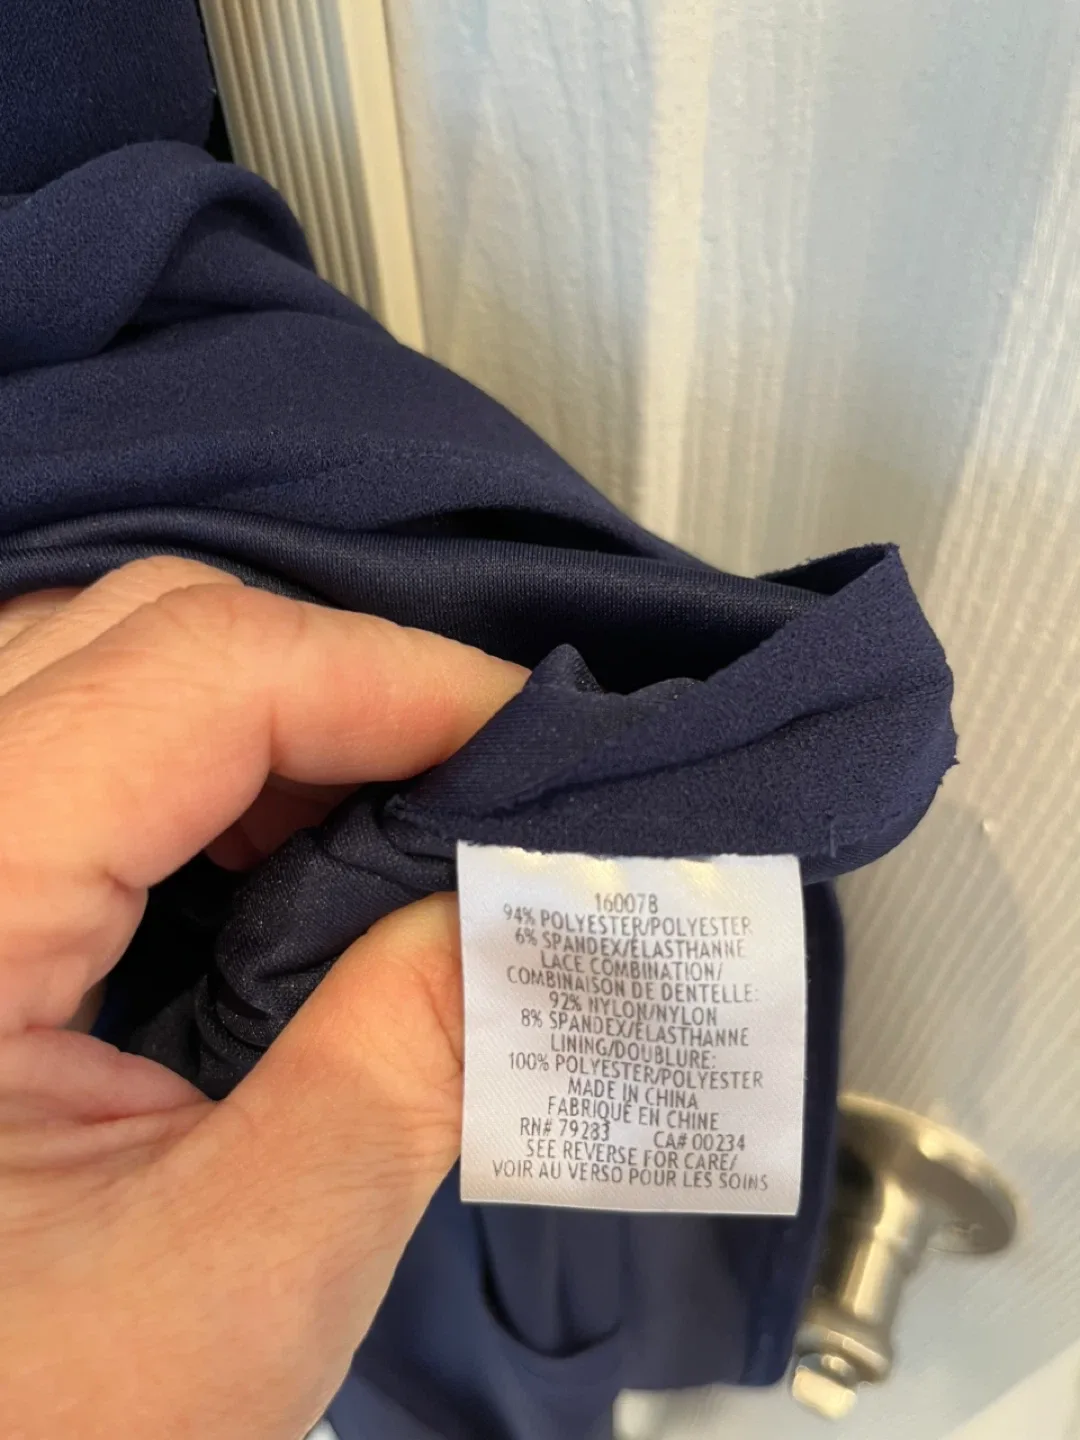 160078
94% POLYESTER/POLYESTER
6% SPANDEX/ÉLASTHANNE
LACE COMBINATION/
COMBINAISON DE DENTELLE:
92% NYLON/NYLON
8% SPANDEX/ÉLASTHANNE
LINING/DOUBLURE:
100% POLYESTER/POLYESTER
MADE IN CHINA
FABRIQUÉ EN CHINE
RN# 79283 CA# 00234
SEE REVERSE FOR CARE/
VOIR AU VERSO POUR LES SOINS